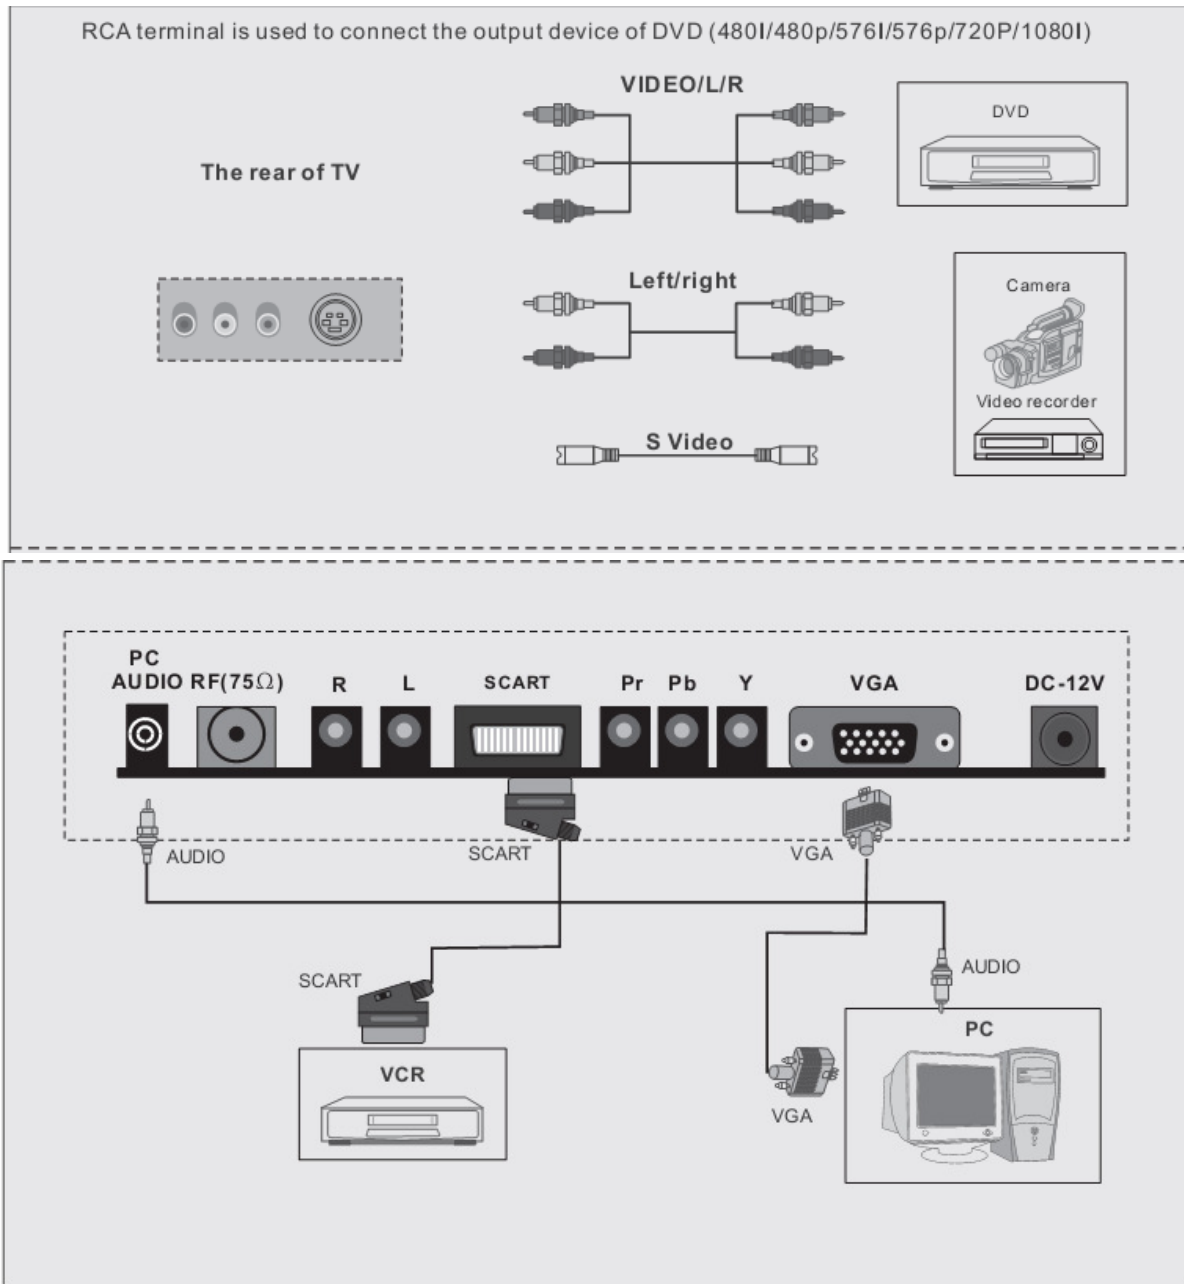 RCA terminal is used to connect the output device of DVD (480I/480p/576I/576p/720P/1080I)
VIDEO/L/R
DVD
The rear of TV
Left/right
Camera
Video recorder
S Video
PC
AUDIO RF(75Ω) R L SCART Pr Pb Y VGA DC-12V
AUDIO SCART VGA
SCART AUDIO
PC
VCR
VGA